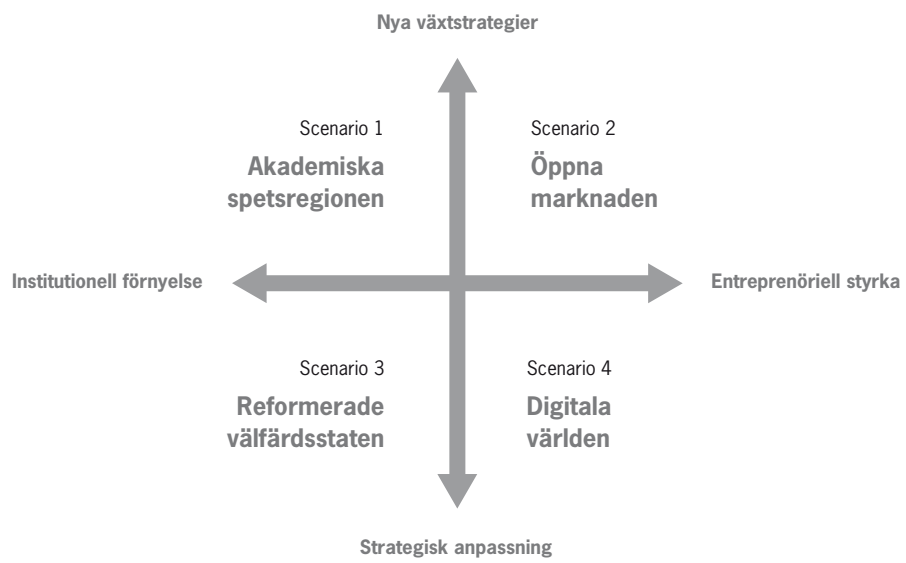 Nya växtstrategier
Scenario 1
Akademiska
spetsregionen
Scenario 2
Öppna
marknaden
Institutionell förnyelse
Entreprenöriell styrka
Scenario 3
Reformerade
välfärdsstaten
Scenario 4
Digitala
världen
Strategisk anpassning